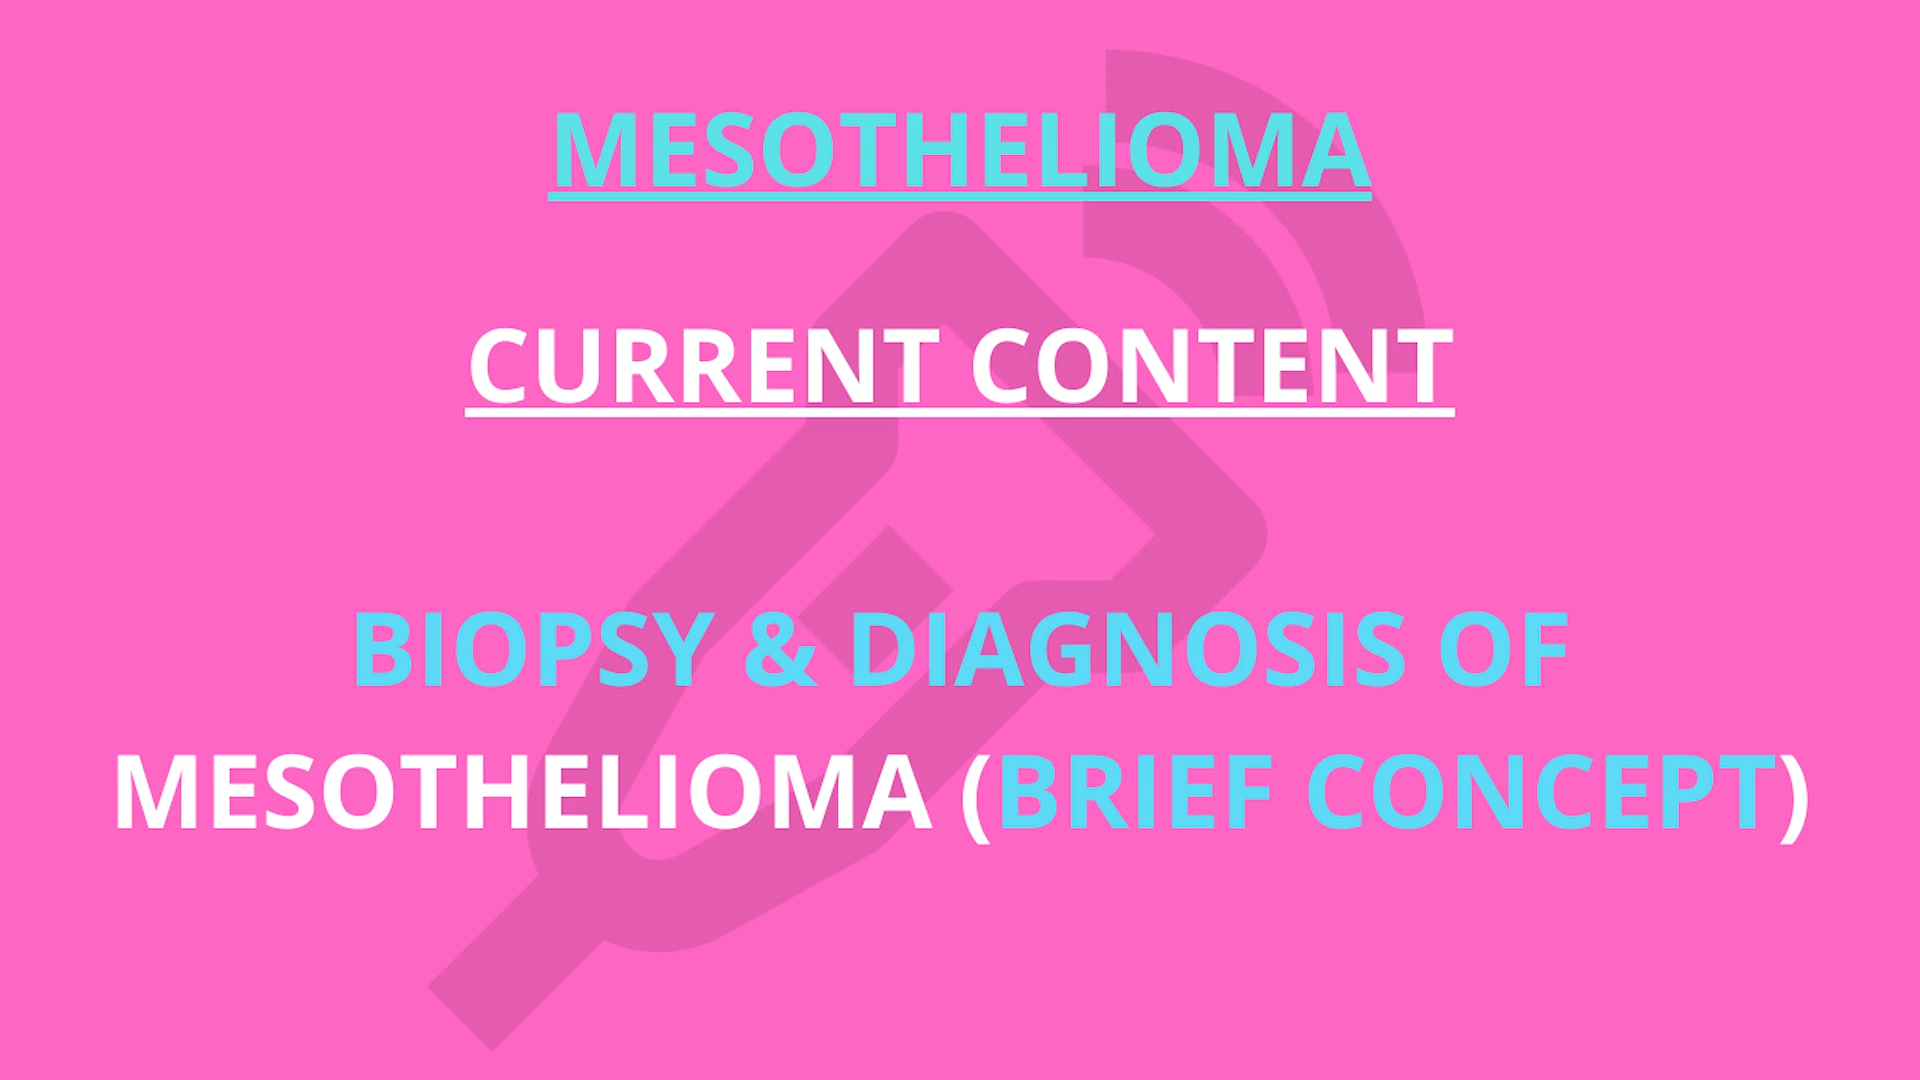 MESOTHELIOMA
CURRENT CONTENT
BIOPSY & DIAGNOSIS OF
MESOTHELIOMA (BRIEF CONCEPT)